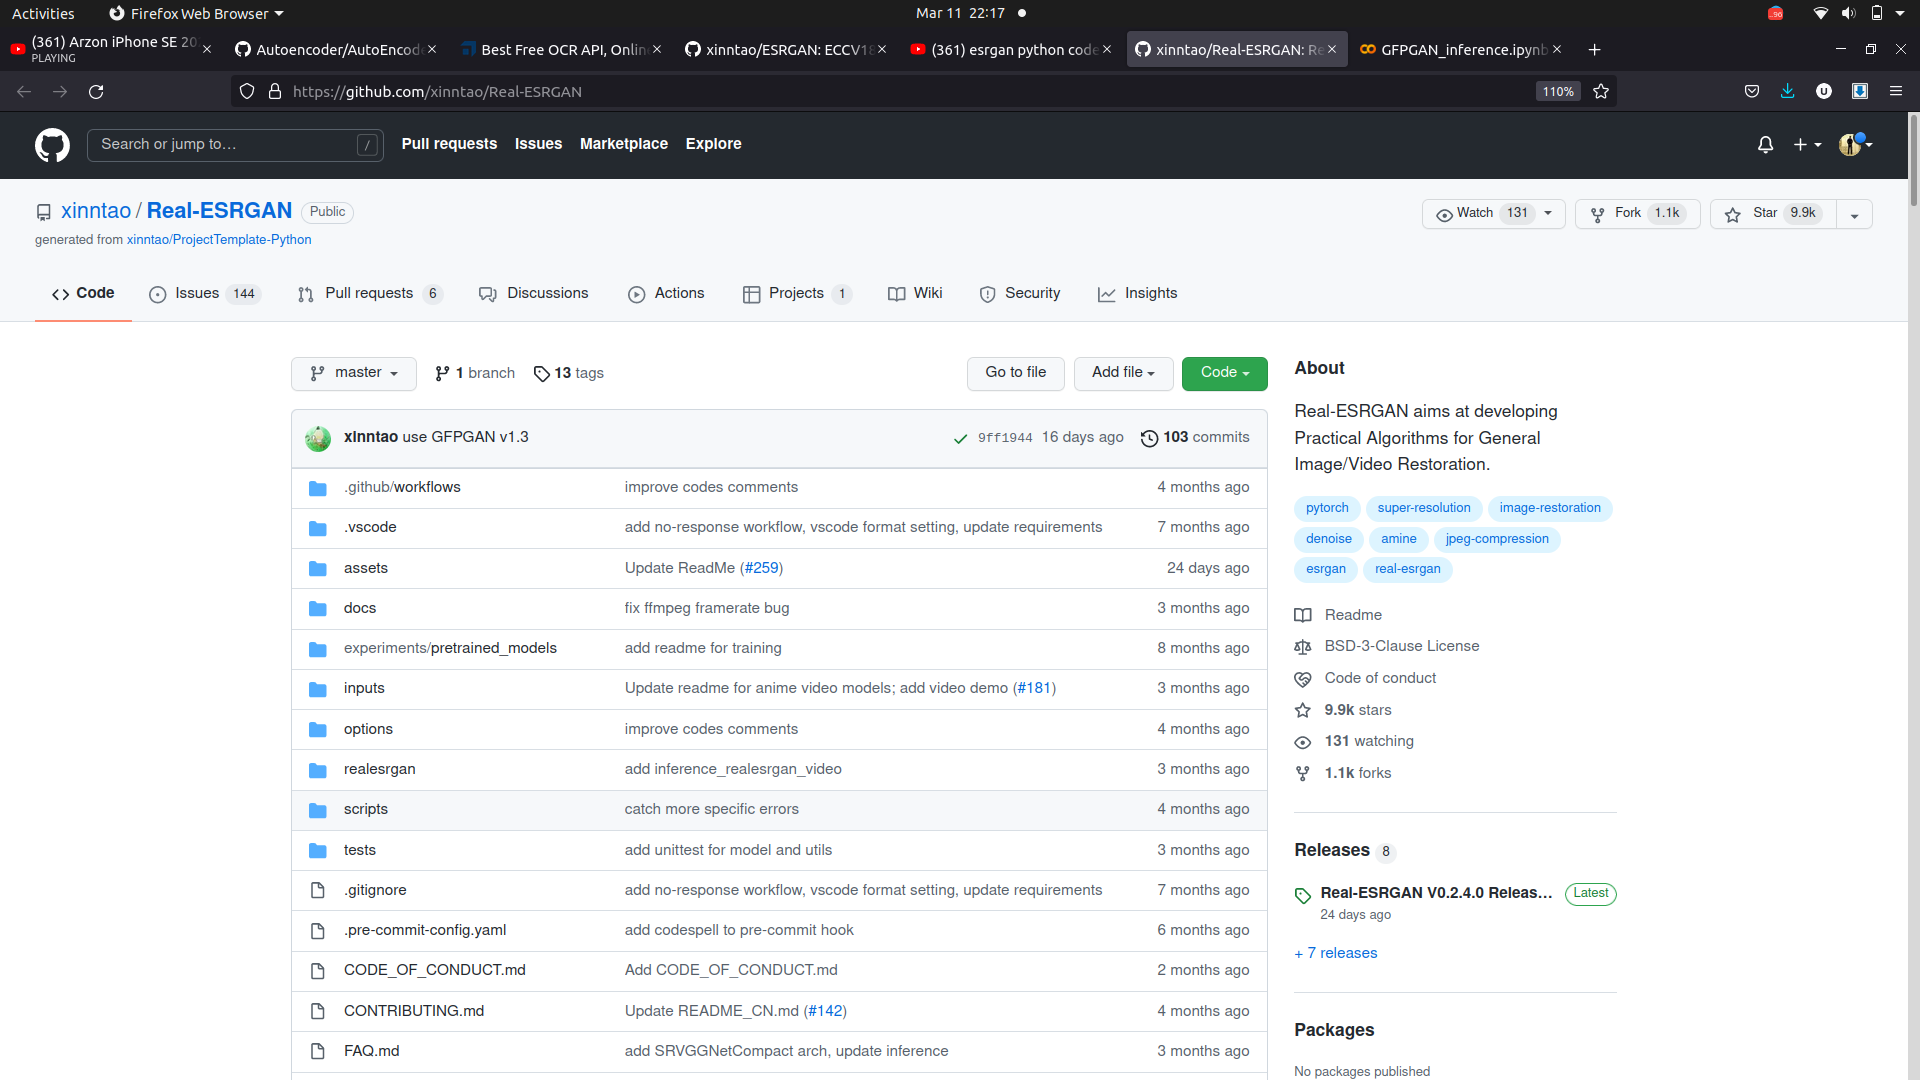 Activities Firefox Web Browser Mar 11 22:17 96
(361) Arzon iPhone SE 20 PLAYING Autoencoder/AutoEncod Best Free OCR API, Onlin xinntao/ESRGAN: ECCV18 (361) esrgan python code xinntao/Real-ESRGAN: Re GFPGAN_inference.ipynb
https://github.com/xinntao/Real-ESRGAN 110% U
Search or jump to… / Pull requests Issues Marketplace Explore
xinntao / Real-ESRGAN Public Watch 131 Fork 1.1k Star 9.9k
generated from xinntao/ProjectTemplate-Python
Code Issues 144 Pull requests 6 Discussions Actions Projects 1 Wiki Security Insights
master 1 branch 13 tags Go to file Add file Code
xinntao use GFPGAN v1.3 9ff1944 16 days ago 103 commits
.github/workflows improve codes comments 4 months ago
.vscode add no-response workflow, vscode format setting, update requirements 7 months ago
assets Update ReadMe (#259) 24 days ago
docs fix ffmpeg framerate bug 3 months ago
experiments/pretrained_models add readme for training 8 months ago
inputs Update readme for anime video models; add video demo (#181) 3 months ago
options improve codes comments 4 months ago
realesrgan add inference_realesrgan_video 3 months ago
scripts catch more specific errors 4 months ago
tests add unittest for model and utils 3 months ago
.gitignore add no-response workflow, vscode format setting, update requirements 7 months ago
.pre-commit-config.yaml add codespell to pre-commit hook 6 months ago
CODE_OF_CONDUCT.md Add CODE_OF_CONDUCT.md 2 months ago
CONTRIBUTING.md Update README_CN.md (#142) 4 months ago
FAQ.md add SRVGGNetCompact arch, update inference 3 months ago
About
Real-ESRGAN aims at developing
Practical Algorithms for General
Image/Video Restoration.
pytorch super-resolution image-restoration
denoise amine jpeg-compression
esrgan real-esrgan
Readme
BSD-3-Clause License
Code of conduct
9.9k stars
131 watching
1.1k forks
Releases 8
Real-ESRGAN V0.2.4.0 Releas... Latest
24 days ago
+ 7 releases
Packages
No packages published